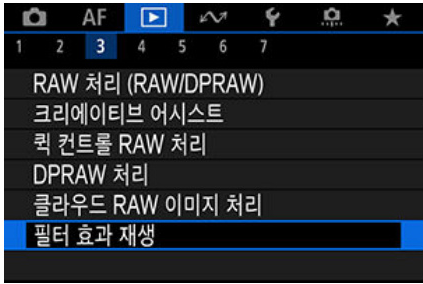 AF
1 2 3 4 5 6 7
RAW 처리 (RAW/DPRAW)
크리에이티브 어시스트
퀵 컨트롤 RAW 처리
DPRAW 처리
클라우드 RAW 이미지 처리
필터 효과 재생